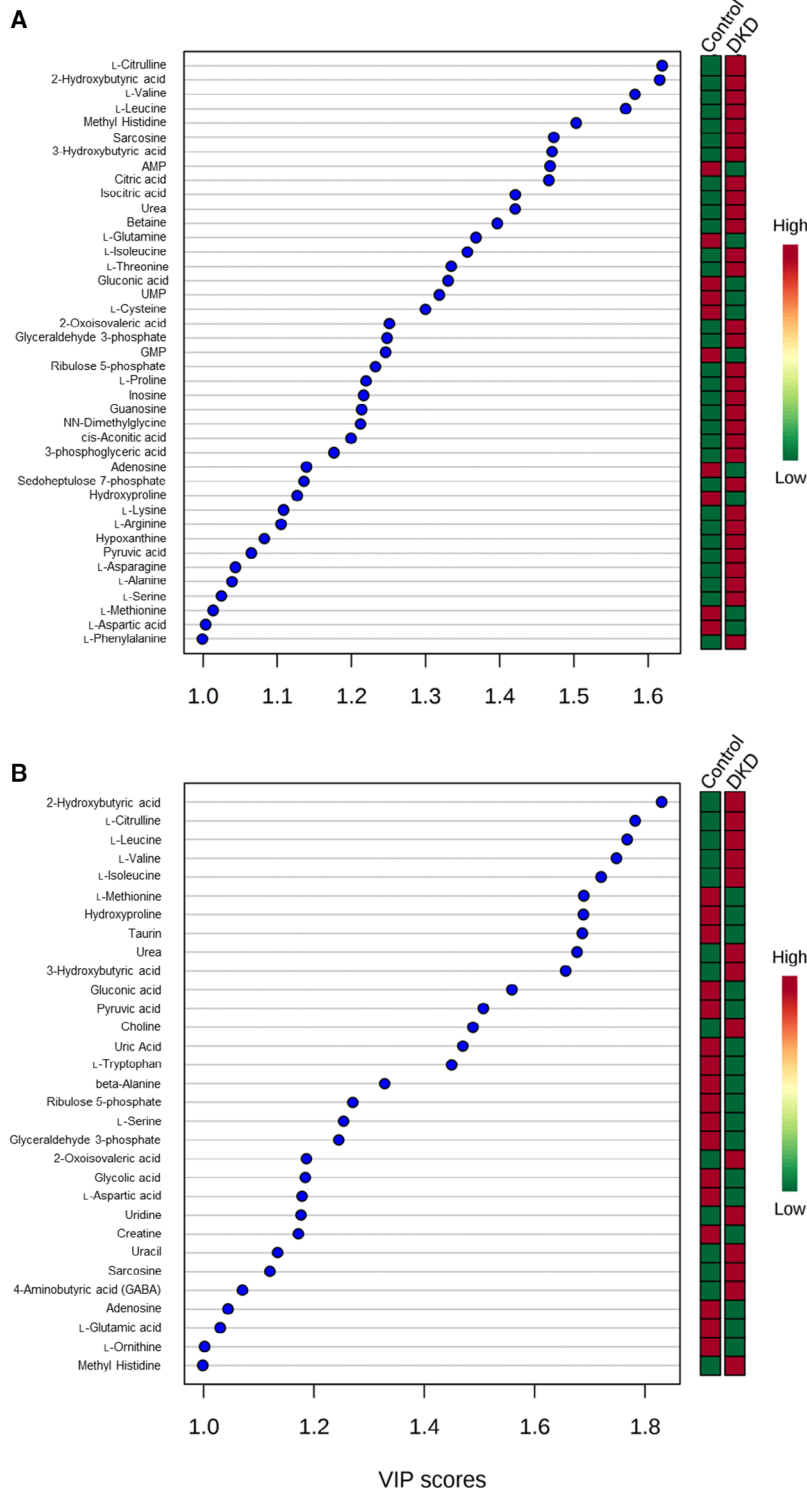 A
Control
DKD
L-Citrulline
2-Hydroxybutyric acid
L-Valine
L-Leucine
Methyl Histidine
Sarcosine
3-Hydroxybutyric acid
AMP
Citric acid
Isocitric acid
Urea
Betaine
L-Glutamine
L-Isoleucine
L-Threonine
Gluconic acid
UMP
L-Cysteine
2-Oxoisovaleric acid
Glyceraldehyde 3-phosphate
GMP
Ribulose 5-phosphate
L-Proline
Inosine
Guanosine
NN-Dimethylglycine
cis-Aconitic acid
3-phosphoglyceric acid
Adenosine
Sedoheptulose 7-phosphate
Hydroxyproline
L-Lysine
L-Arginine
Hypoxanthine
Pyruvic acid
L-Asparagine
L-Alanine
L-Serine
L-Methionine
L-Aspartic acid
L-Phenylalanine
High
Low
1.0 1.1 1.2 1.3 1.4 1.5 1.6
B
Control
DKD
2-Hydroxybutyric acid
L-Citrulline
L-Leucine
L-Valine
L-Isoleucine
L-Methionine
Hydroxyproline
Taurin
Urea
3-Hydroxybutyric acid
Gluconic acid
Pyruvic acid
Choline
Uric Acid
L-Tryptophan
beta-Alanine
Ribulose 5-phosphate
L-Serine
Glyceraldehyde 3-phosphate
2-Oxoisovaleric acid
Glycolic acid
L-Aspartic acid
Uridine
Creatine
Uracil
Sarcosine
4-Aminobutyric acid (GABA)
Adenosine
L-Glutamic acid
L-Ornithine
Methyl Histidine
High
Low
1.0 1.2 1.4 1.6 1.8
VIP scores